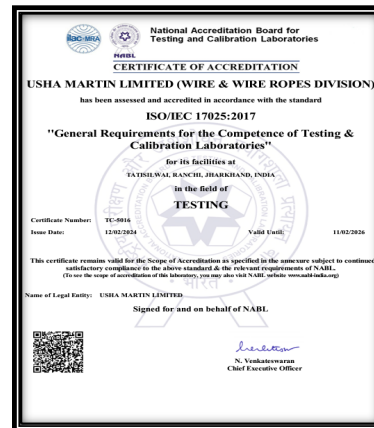 ilac-MRA
NABL
National Accreditation Board for
Testing and Calibration Laboratories
CERTIFICATE OF ACCREDITATION
USHA MARTIN LIMITED (WIRE & WIRE ROPES DIVISION)
has been assessed and accredited in accordance with the standard
ISO/IEC 17025:2017
"General Requirements for the Competence of Testing &
Calibration Laboratories"
for its facilities at
TATISILWAI, RANCHI, JHARKHAND, INDIA
in the field of
TESTING
Certificate Number: TC-5016
Issue Date: 12/02/2024 Valid Until: 11/02/2026
This certificate remains valid for the Scope of Accreditation as specified in the annexure subject to continued
satisfactory compliance to the above standard & the relevant requirements of NABL.
(To see the scope of accreditation of this laboratory, you may also visit NABL website www.nabl-india.org)
Name of Legal Entity: USHA MARTIN LIMITED
Signed for and on behalf of NABL
N. Venkateswaran
Chief Executive Officer